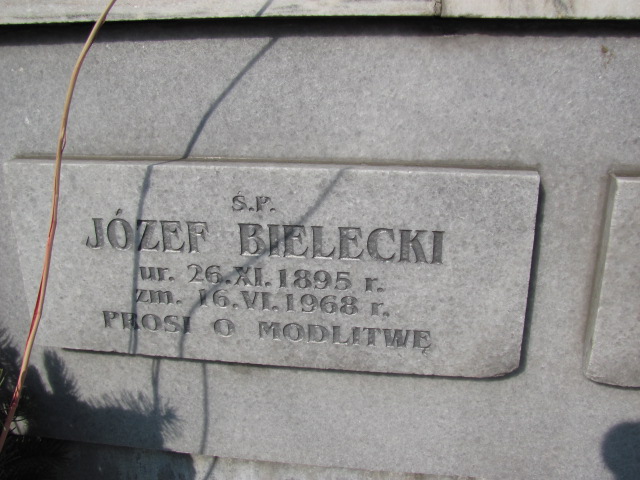 Ś.P.
JÓZEF BIELECKI
ur. 26.XI.1895 r.
zm. 16.VI.1968 r.
PROSI O MODLITWĘ